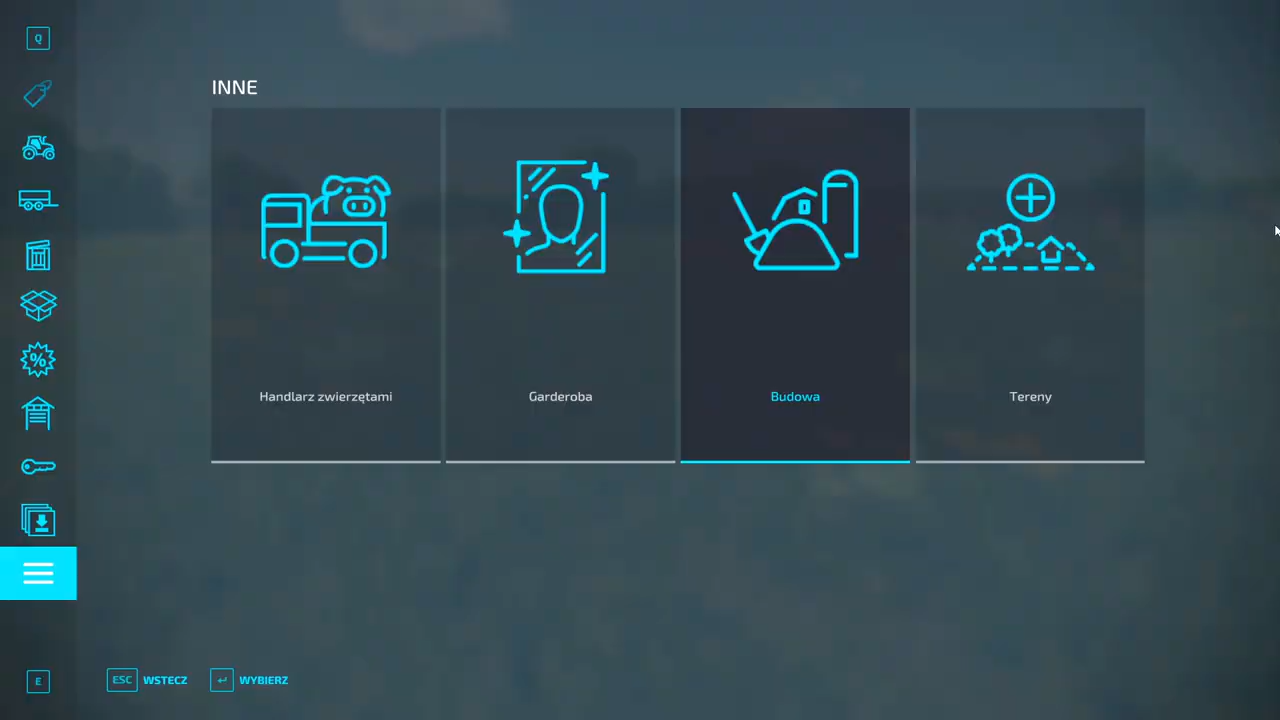 Q
INNE
%
Handlarz zwierzętami
Garderoba
Budowa
Tereny
E
ESC WSTECZ
↵ WYBIERZ